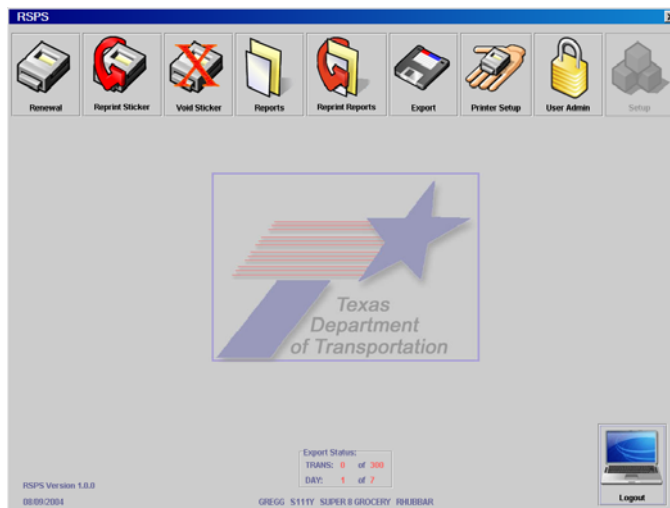 RSPS
Renewal
Reprint Sticker
Void Sticker
Reports
Reprint Reports
Export
Printer Setup
User Admin
Setup
Texas
Department
of Transportation
Export Status:
TRANS: 0 of 300
DAY: 1 of 7
RSPS Version 1.0.0
08/09/2004
GREGG S111Y SUPER 8 GROCERY RHUBBAR
Logout